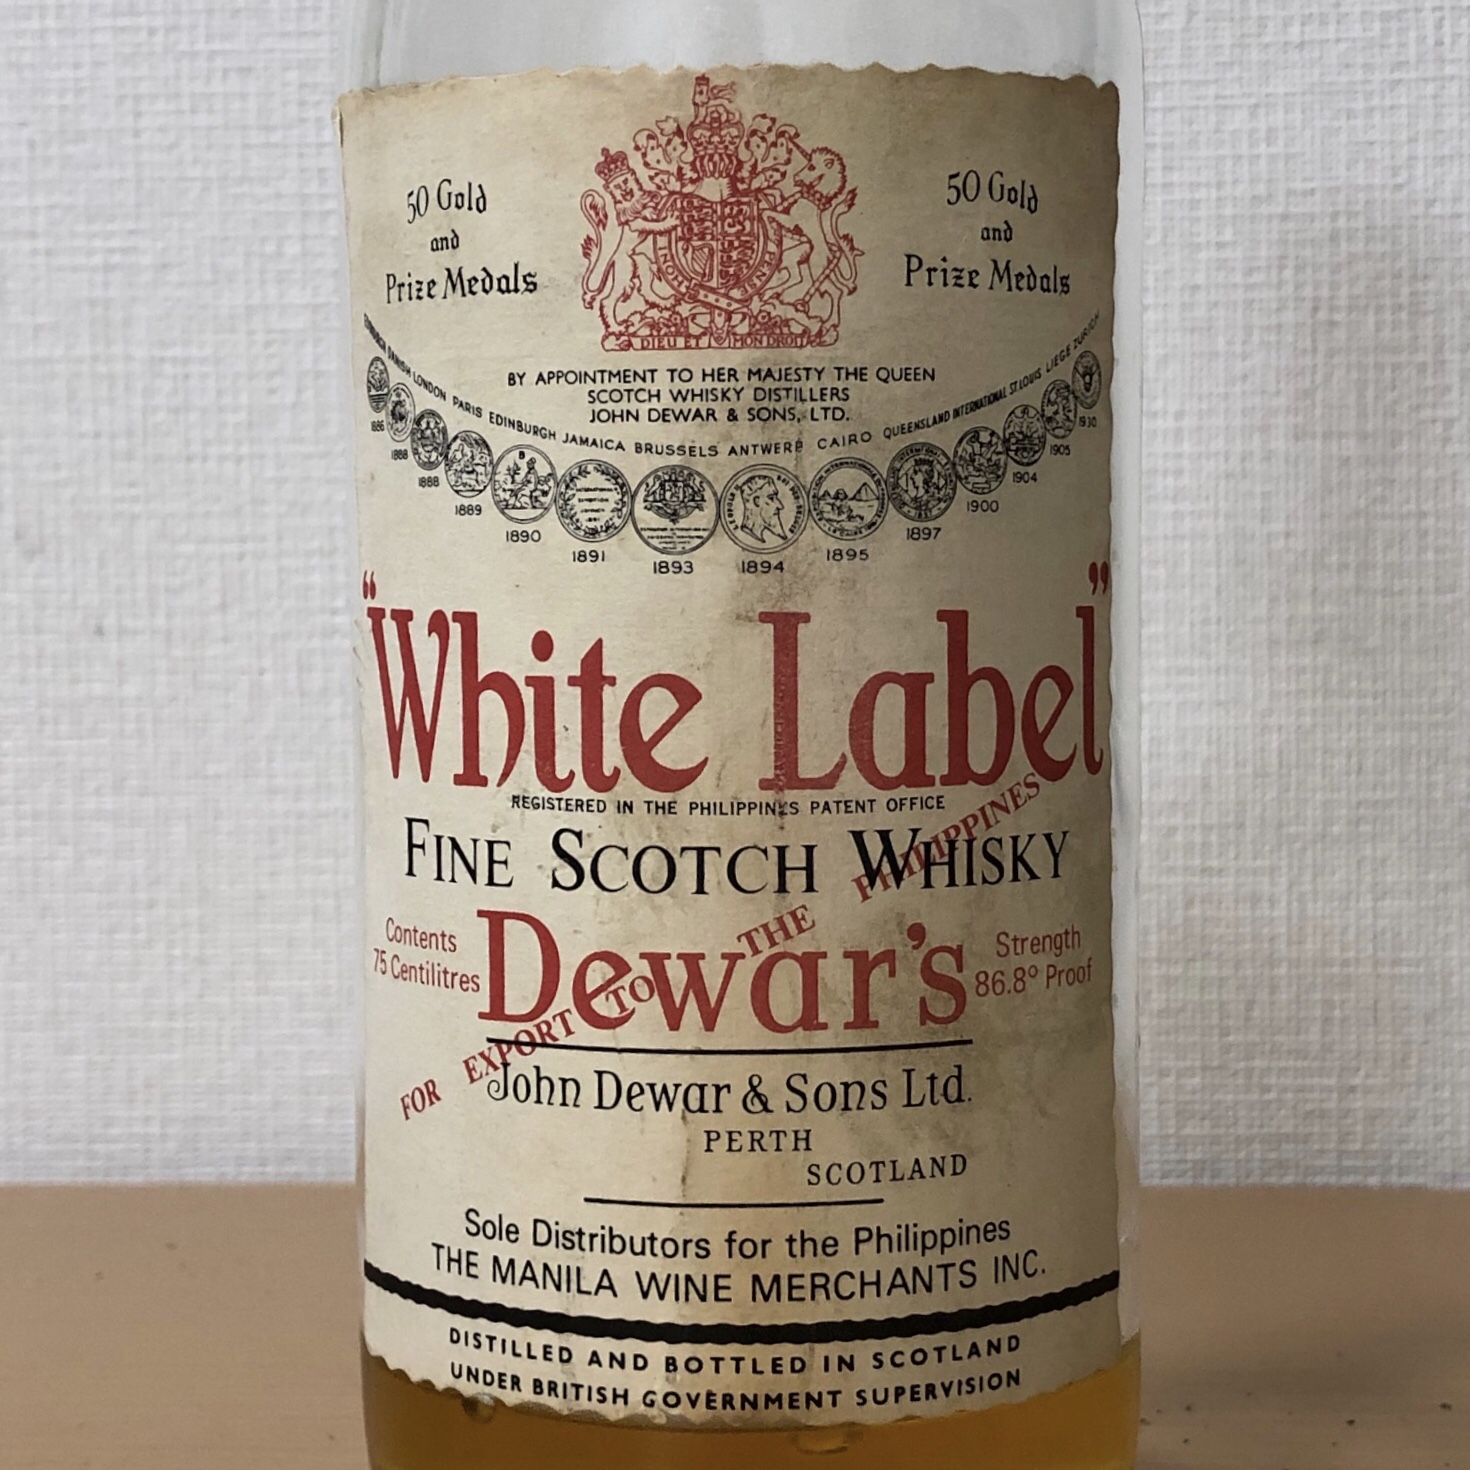 50 Gold
and
Prize Medals
50 Gold
and
Prize Medals
DIEU ET MON DROIT
BY APPOINTMENT TO HER MAJESTY THE QUEEN
SCOTCH WHISKY DISTILLERS
JOHN DEWAR & SONS, LTD.
EDINBURGH DANISH LONDON PARIS EDINBURGH JAMAICA BRUSSELS ANTWERP CAIRO QUEENSLAND INTERNATIONAL ST. LOUIS LIEGE ZURICH
1886 1888 1888 1889 1890 1891 1893 1894 1895 1897 1900 1904 1905 1930
"White Label"
REGISTERED IN THE PHILIPPINES PATENT OFFICE
FINE SCOTCH WHISKY
Contents
75 Centilitres
Dewar's
Strength
86.8° Proof
FOR EXPORT TO THE PHILIPPINES
John Dewar & Sons Ltd.
PERTH
SCOTLAND
Sole Distributors for the Philippines
THE MANILA WINE MERCHANTS INC.
DISTILLED AND BOTTLED IN SCOTLAND
UNDER BRITISH GOVERNMENT SUPERVISION